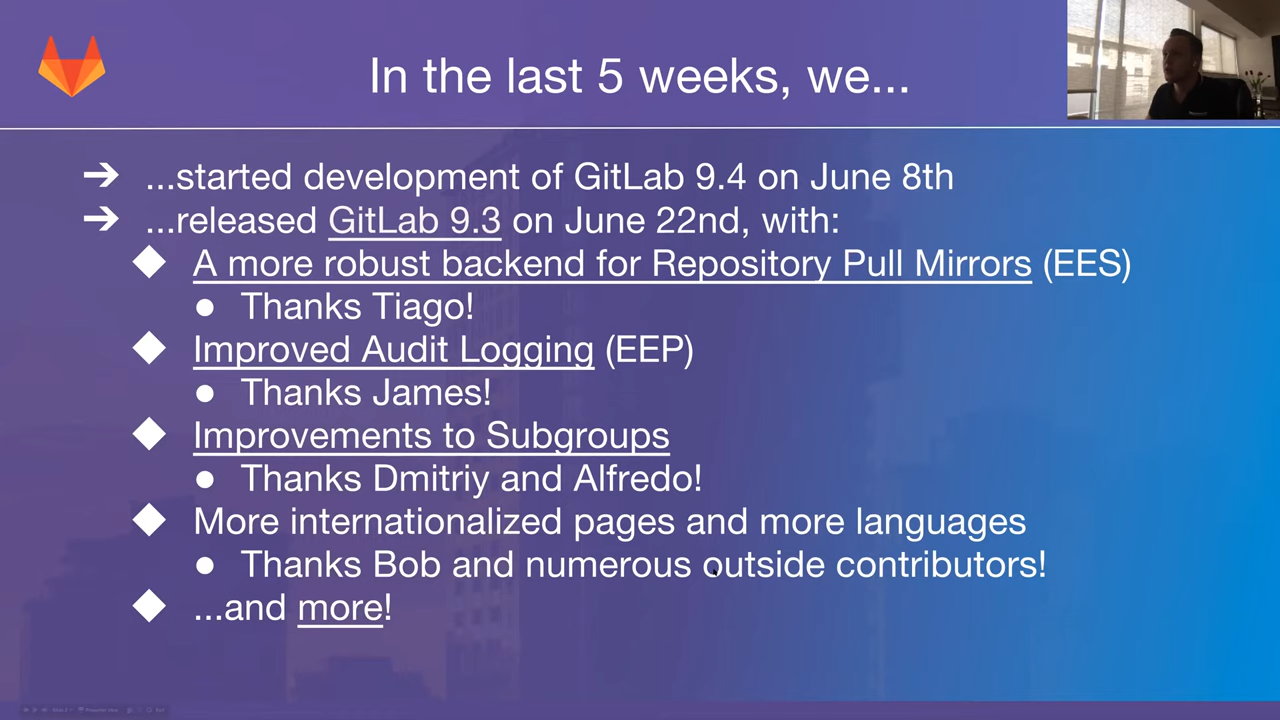 In the last 5 weeks, we...
➔ ...started development of GitLab 9.4 on June 8th
➔ ...released GitLab 9.3 on June 22nd, with:
◆ A more robust backend for Repository Pull Mirrors (EES)
● Thanks Tiago!
◆ Improved Audit Logging (EEP)
● Thanks James!
◆ Improvements to Subgroups
● Thanks Dmitriy and Alfredo!
◆ More internationalized pages and more languages
● Thanks Bob and numerous outside contributors!
◆ ...and more!